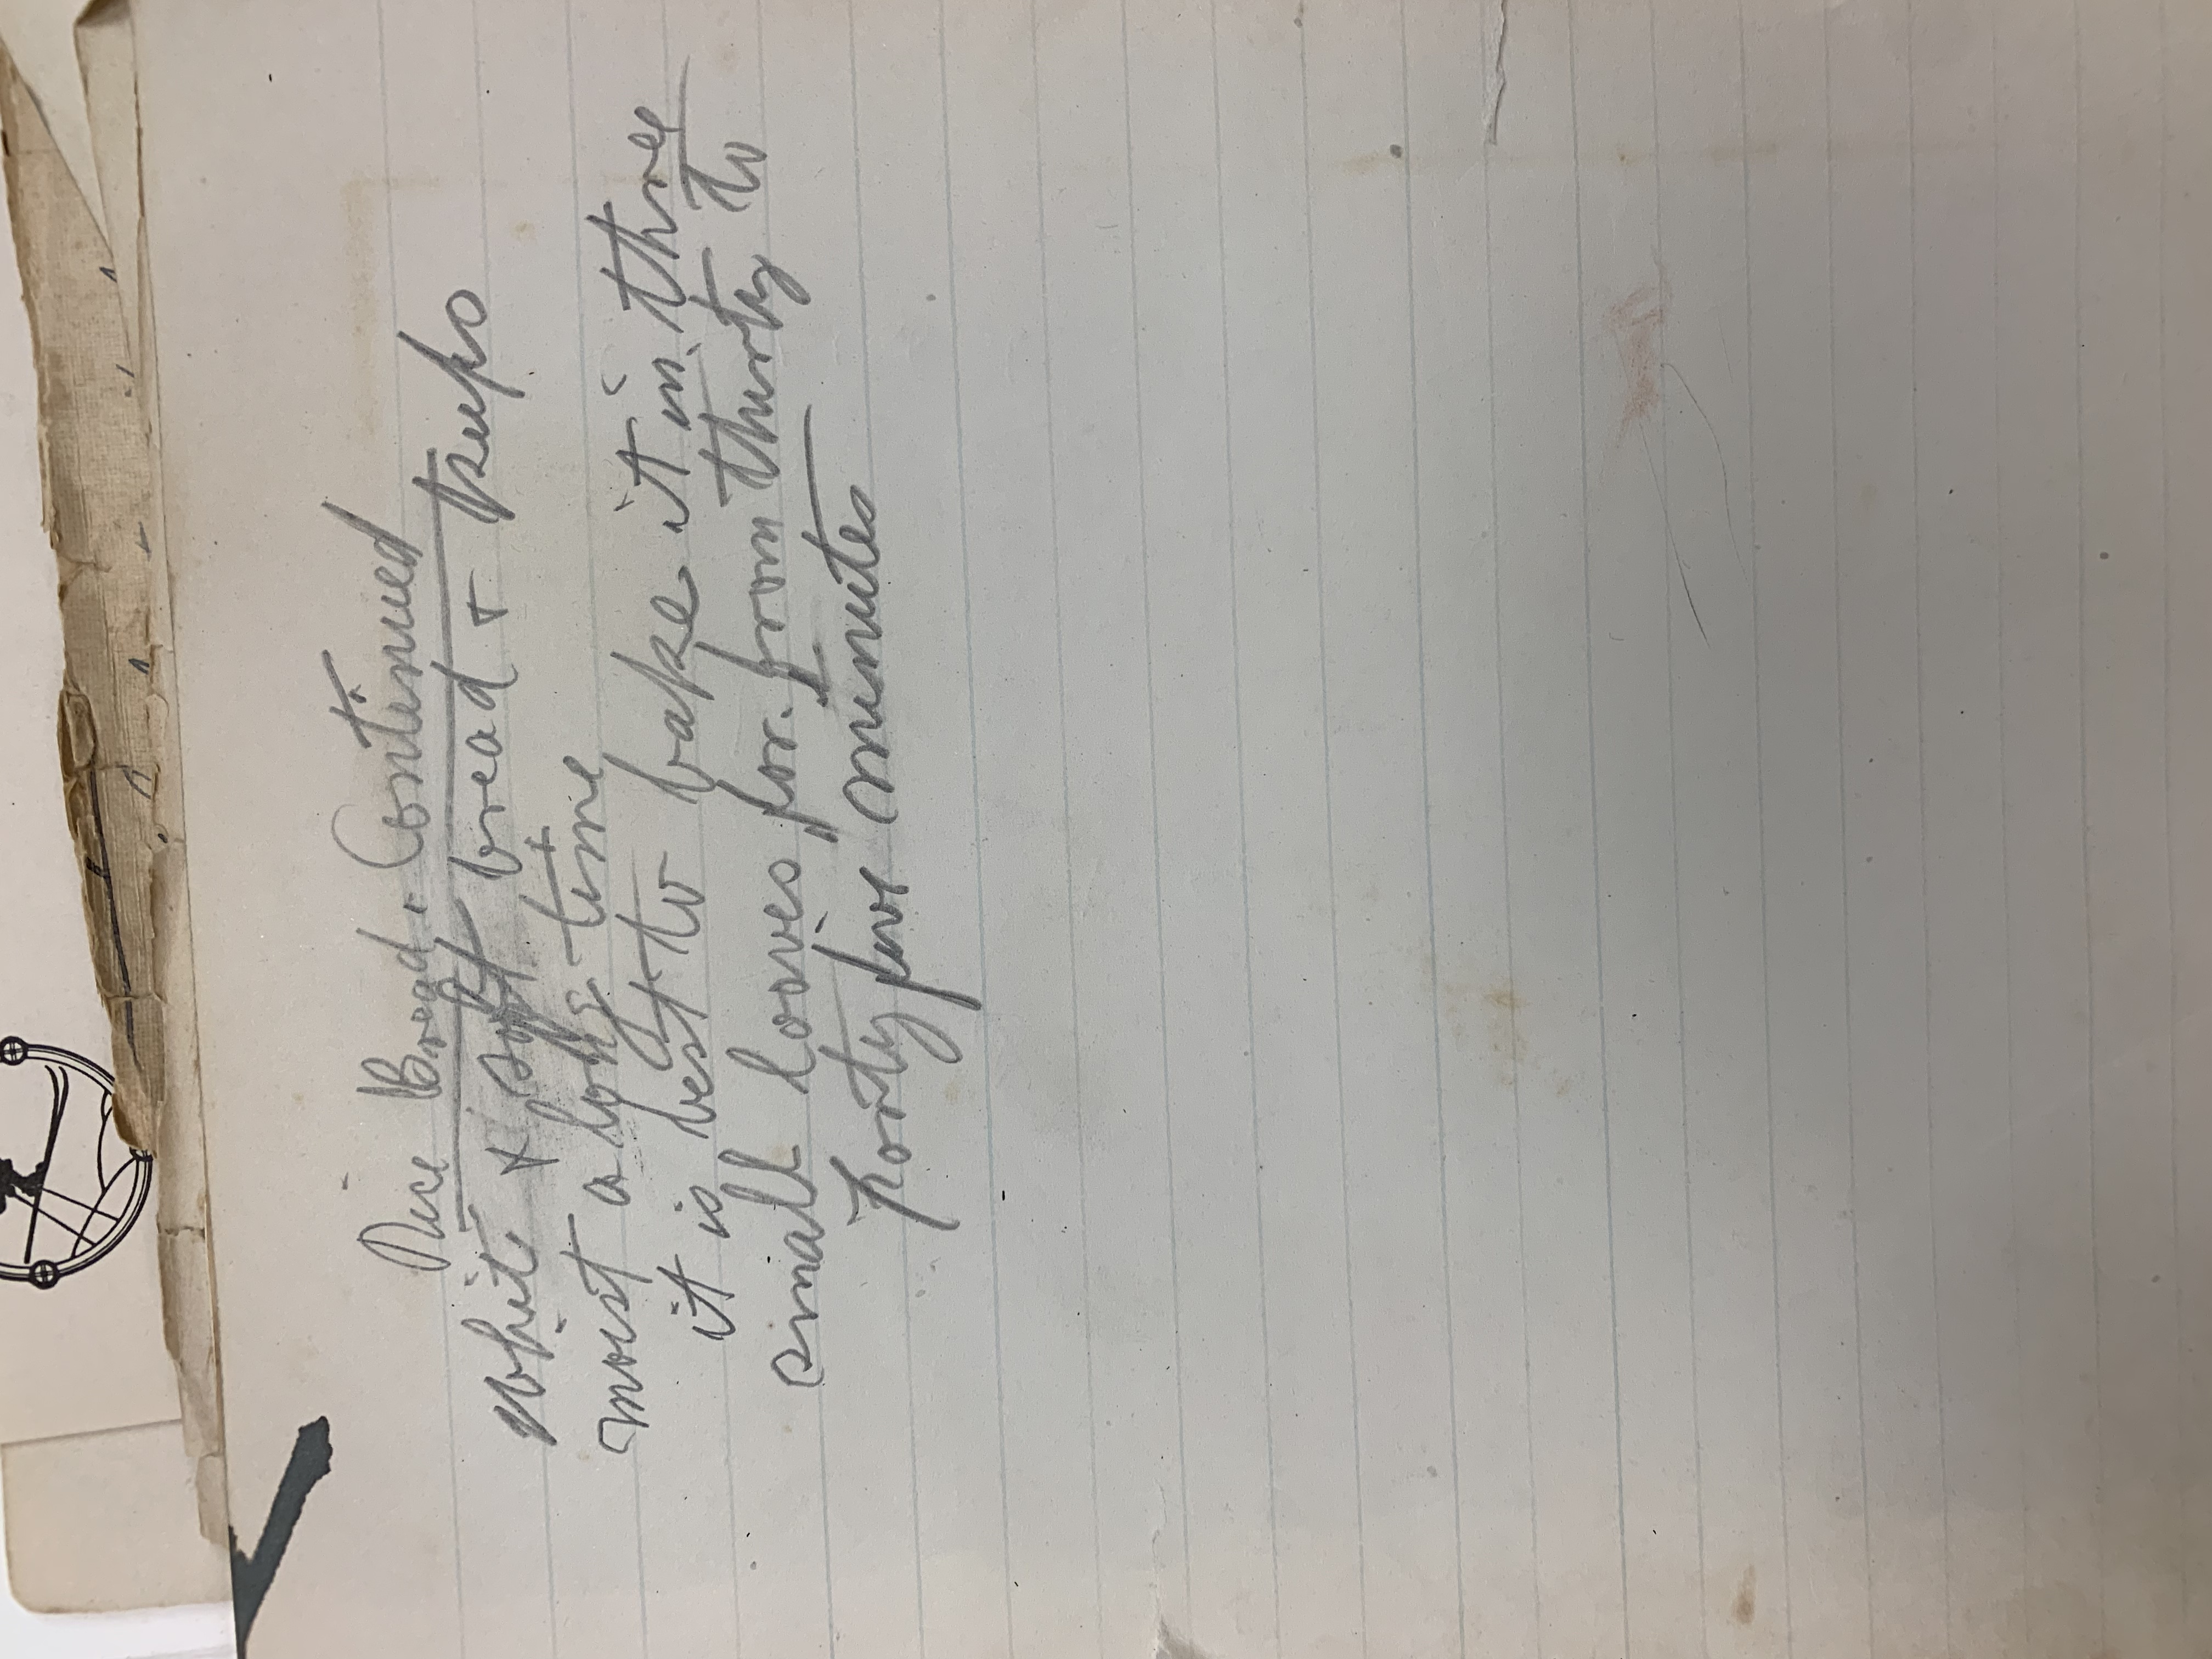 Rice Bread. Continued
White & soft bread & keeps
moist a long time
it is best to bake it in three
small loaves for from thirty to
Forty five minutes